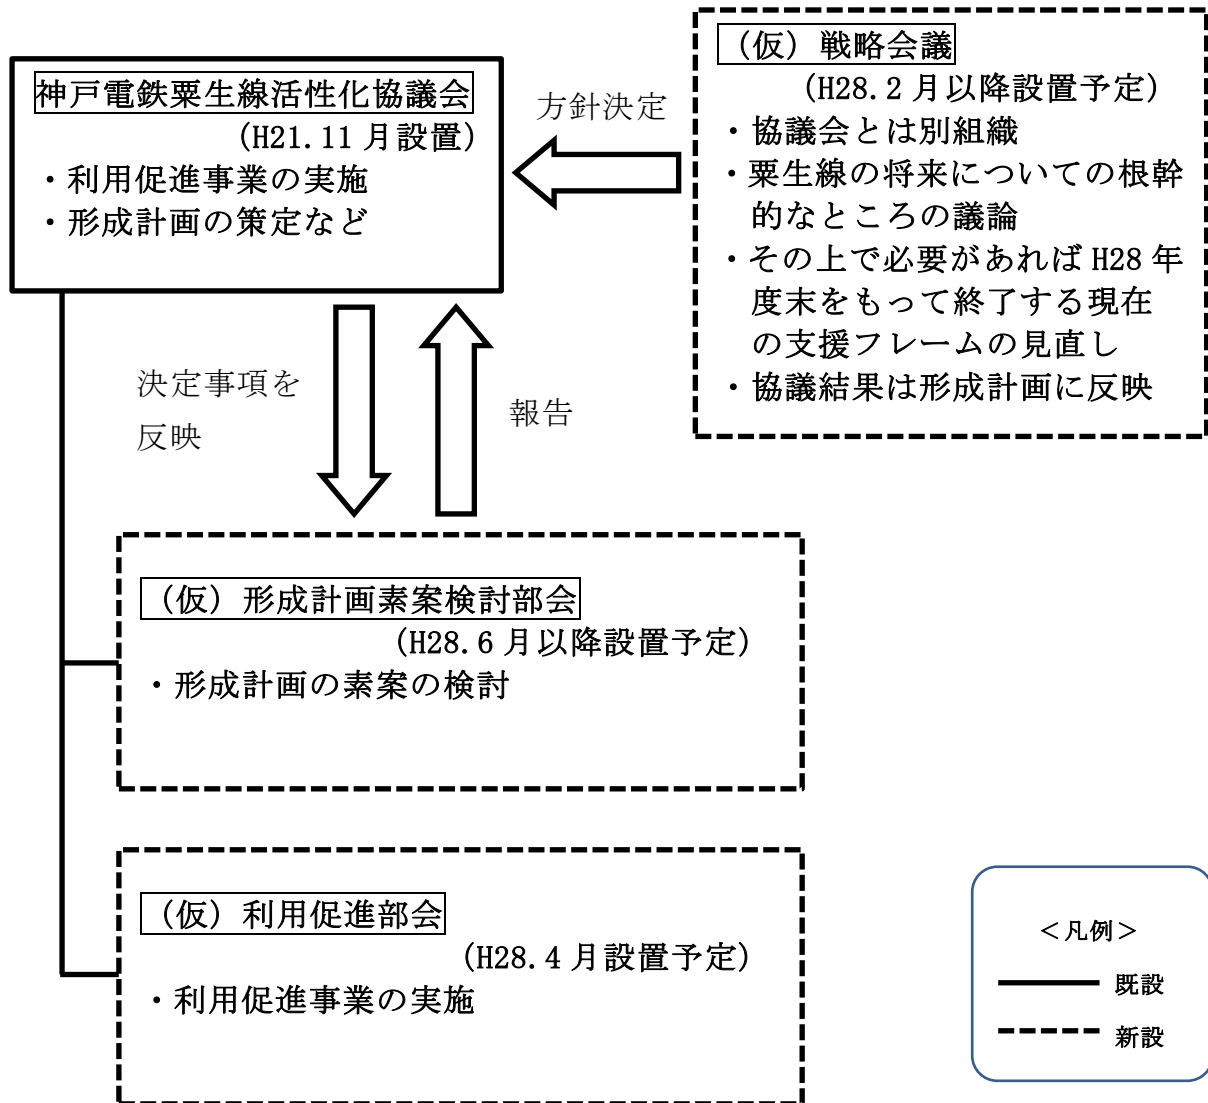 神戸電鉄粟生線活性化協議会
(H21.11月設置)
・利用促進事業の実施
・形成計画の策定など
方針決定
(仮)戦略会議
(H28.2月以降設置予定)
・協議会とは別組織
・粟生線の将来についての根幹
的なところの議論
・その上で必要があればH28年
度末をもって終了する現在
の支援フレームの見直し
・協議結果は形成計画に反映
決定事項を
反映
報告
(仮)形成計画素案検討部会
(H28.6月以降設置予定)
・形成計画の素案の検討
(仮)利用促進部会
(H28.4月設置予定)
・利用促進事業の実施
<凡例>
既設
新設